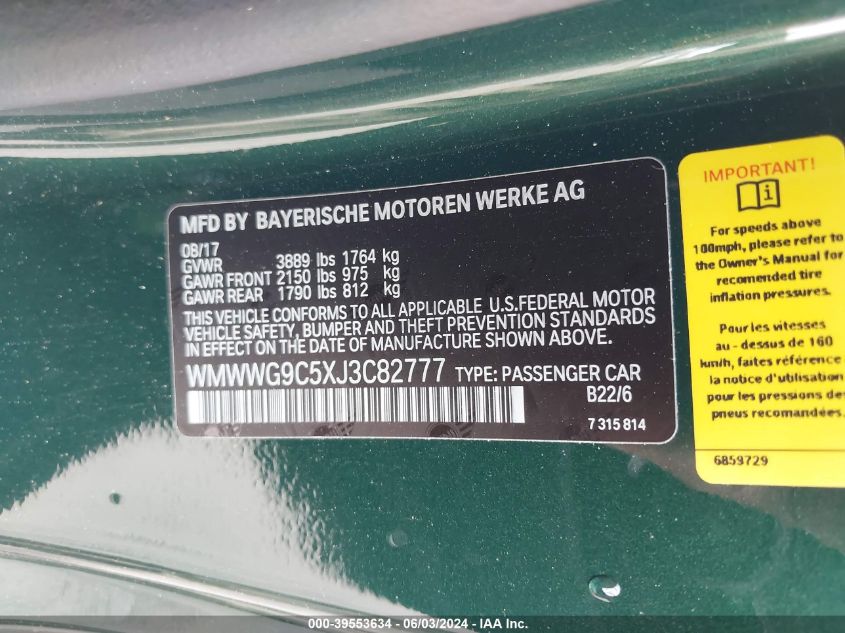 MFD BY BAYERISCHE MOTOREN WERKE AG
08/17
GVWR 3889 lbs 1764 kg
GAWR FRONT 2150 lbs 975 kg
GAWR REAR 1790 lbs 812 kg
THIS VEHICLE CONFORMS TO ALL APPLICABLE U.S.FEDERAL MOTOR
VEHICLE SAFETY, BUMPER AND THEFT PREVENTION STANDARDS
IN EFFECT ON THE DATE OF MANUFACTURE SHOWN ABOVE.
WMWWG9C5XJ3C82777 TYPE: PASSENGER CAR
B22/6
7 315 814
IMPORTANT!
For speeds above
100mph, please refer to
the Owner's Manual for
recomended tire
inflation pressures.
Pour les vitesses
au - dessus de 160
km/h, faites référence
à la notice d'utilisation
pour les pressions de
pneus recomandées.
6859729
000-39553634 - 06/03/2024 - IAA Inc.